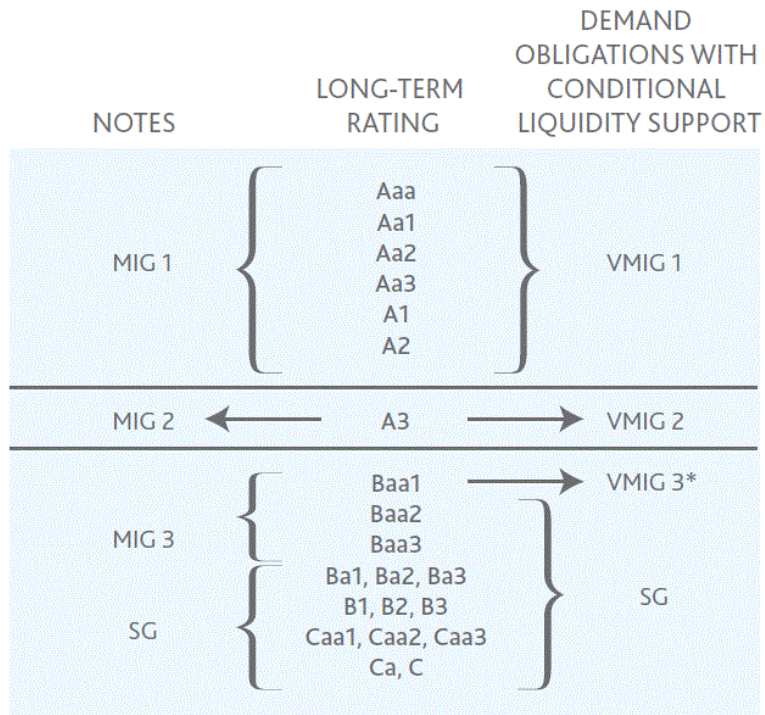 NOTES
LONG-TERM
RATING
DEMAND
OBLIGATIONS WITH
CONDITIONAL
LIQUIDITY SUPPORT
MIG 1
Aaa
Aa1
Aa2
Aa3
A1
A2
VMIG 1
MIG 2
A3
VMIG 2
MIG 3
Baa1
Baa2
Baa3
VMIG 3*
SG
Ba1, Ba2, Ba3
B1, B2, B3
Caa1, Caa2, Caa3
Ca, C
SG